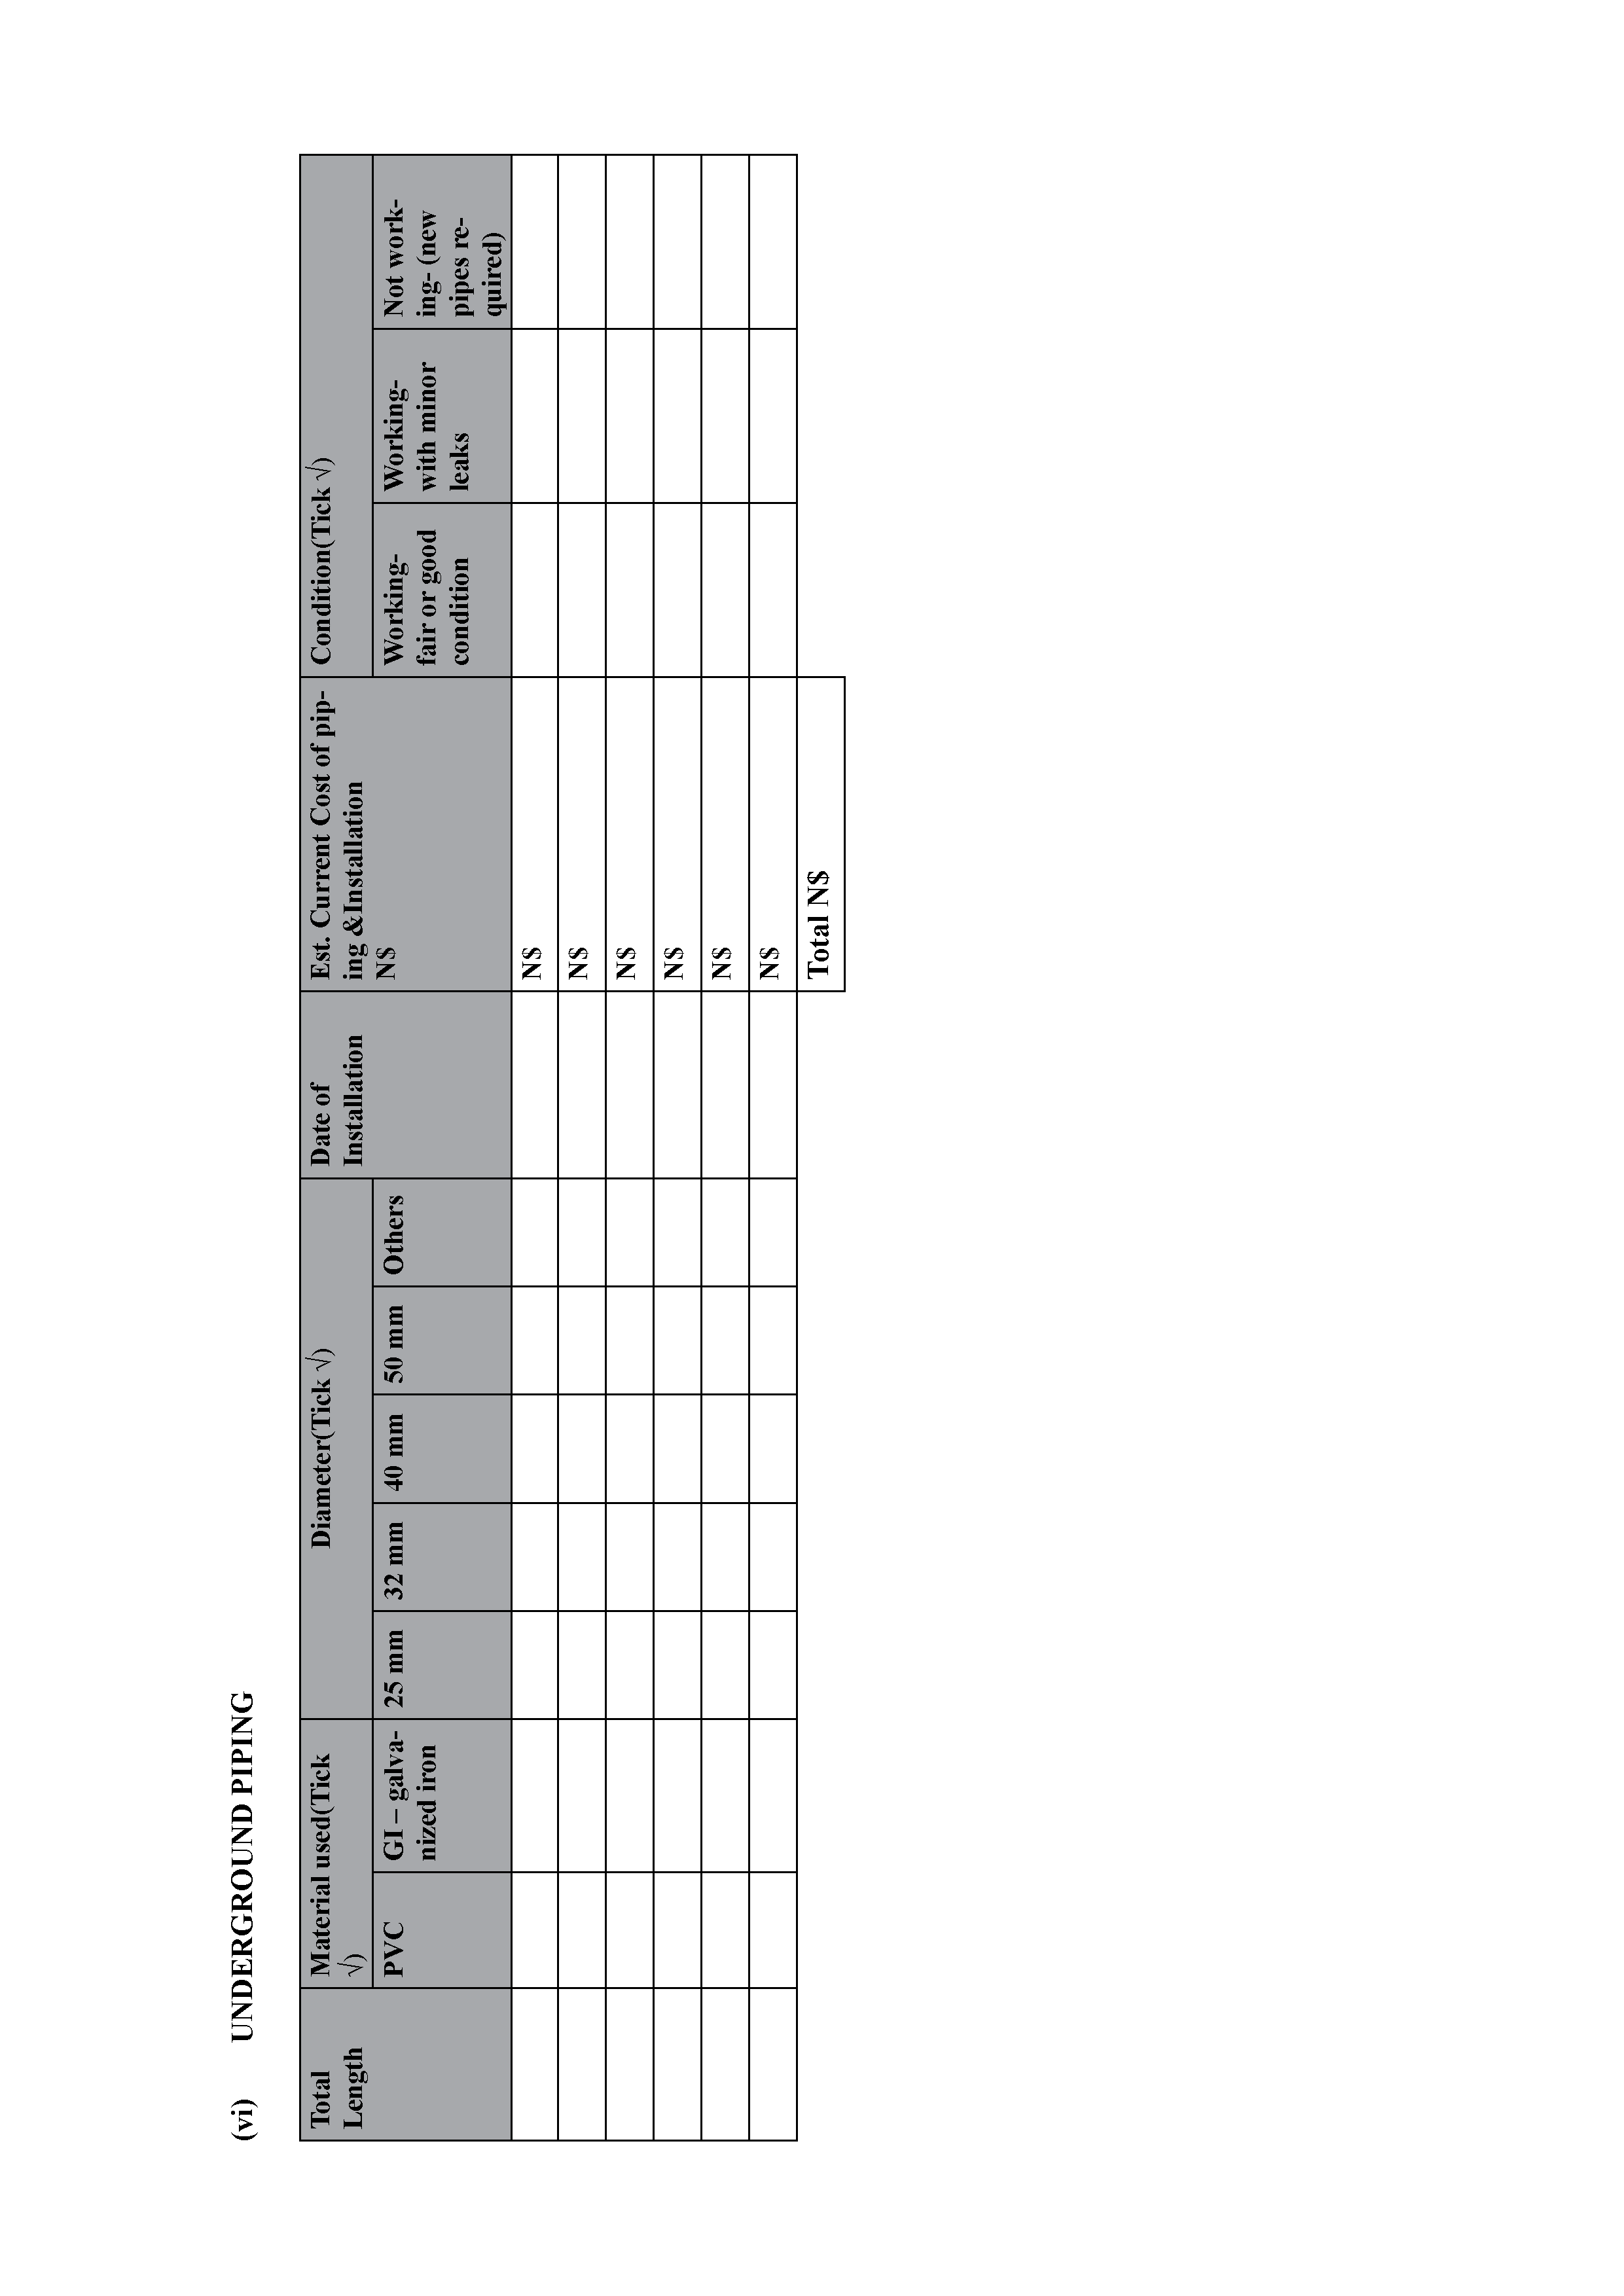 (vi) UNDERGROUND PIPING
Total
Length
Material used(Tick
√)
Diameter(Tick √)
Date of
Installation
Est. Current Cost of pip-
ing &Installation
N$
Condition(Tick √)
PVC
GI – galva-
nized iron
25 mm
32 mm
40 mm
50 mm
Others
Working-
fair or good
condition
Working-
with minor
leaks
Not work-
ing- (new
pipes re-
quired)
N$
N$
N$
N$
N$
N$
Total N$